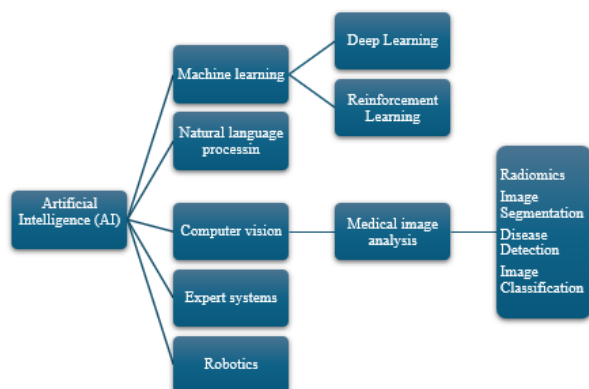 Deep Learning
Machine learning
Reinforcement
Learning
Natural language
processin
Artificial
Intelligence (AI)
Computer vision
Medical image
analysis
Radiomics
Image
Segmentation
Disease
Detection
Image
Classification
Expert systems
Robotics